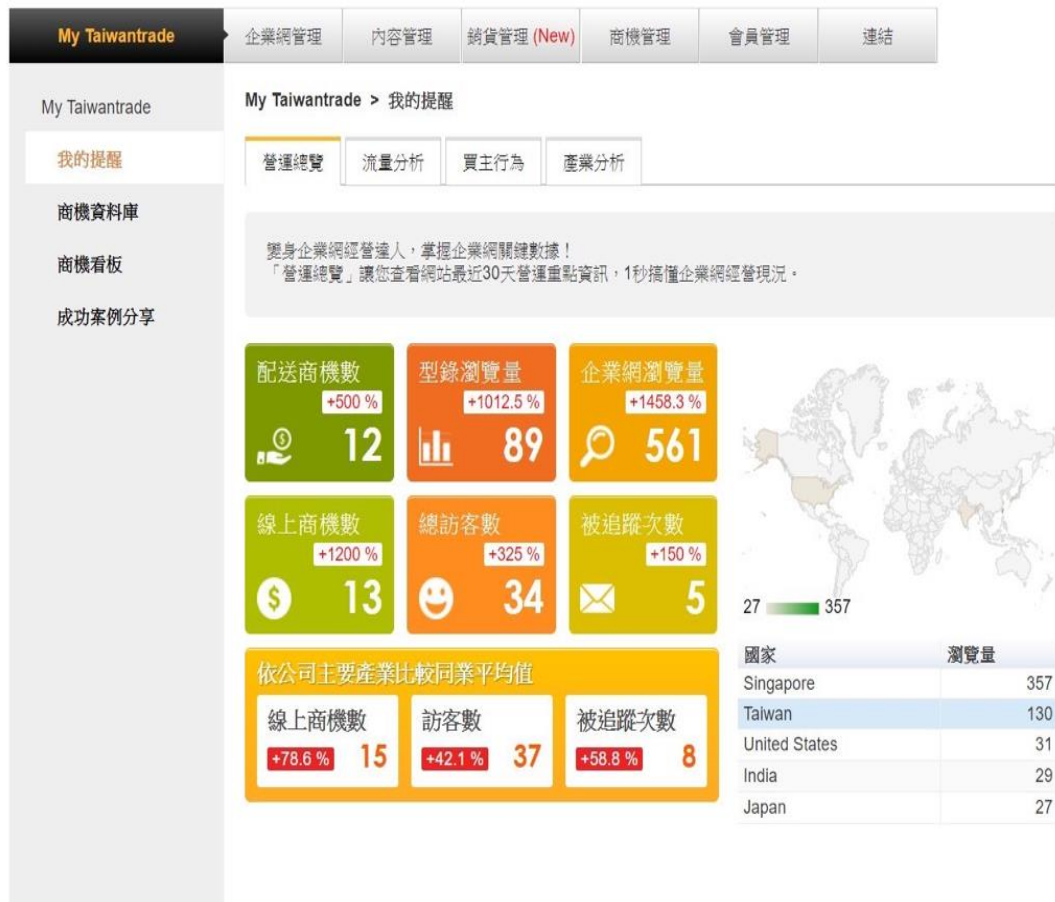 My Taiwantrade
企業網管理
內容管理
銷貨管理 (New)
商機管理
會員管理
連結
My Taiwantrade
我的提醒
商機資料庫
商機看板
成功案例分享
My Taiwantrade > 我的提醒
營運總覽
流量分析
買主行為
產業分析
變身企業網經營達人，掌握企業網關鍵數據！
「營運總覽」讓您查看網站最近30天營運重點資訊，1秒搞懂企業網經營現況。
配送商機數
+500 %
12
型錄瀏覽量
+1012.5 %
89
企業網瀏覽量
+1458.3 %
561
線上商機數
+1200 %
$
13
總訪客數
+325 %
34
被追蹤次數
+150 %
5
依公司主要產業比較同業平均值
線上商機數
+78.6 %
15
訪客數
+42.1 %
37
被追蹤次數
+58.8 %
8
27 357
國家 瀏覽量
Singapore 357
Taiwan 130
United States 31
India 29
Japan 27